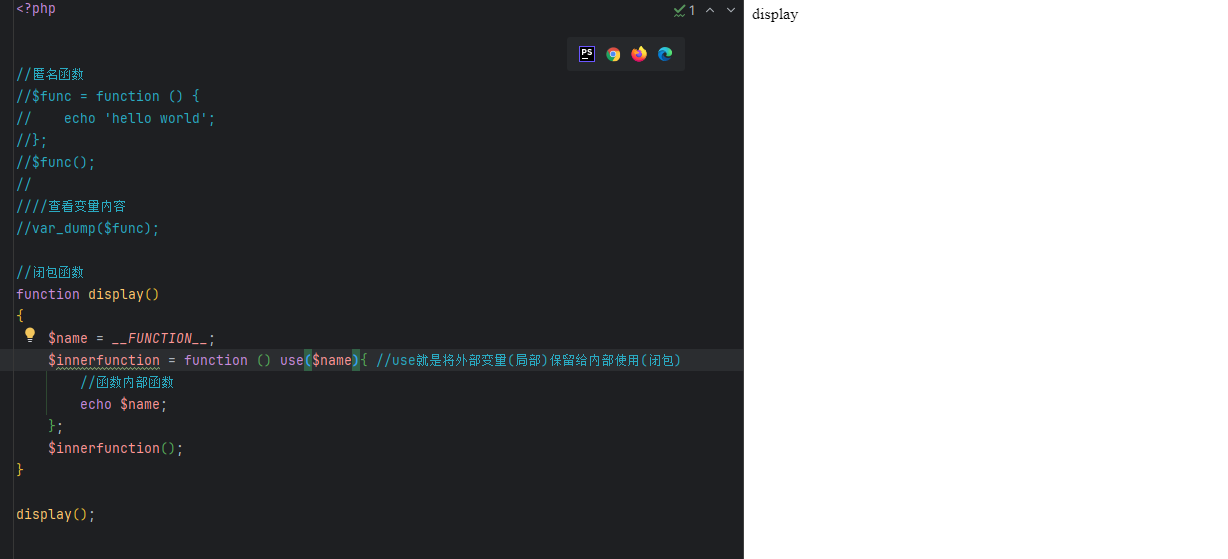 <?php
1
display
PS
//匿名函数
//$func = function () {
//    echo 'hello world';
//};
//$func();
//
////查看变量内容
//var_dump($func);
//闭包函数
function display()
{
    $name = __FUNCTION__;
    $innerfunction = function () use($name){ //use就是将外部变量(局部)保留给内部使用(闭包)
        //函数内部函数
        echo $name;
    };
    $innerfunction();
}
display();